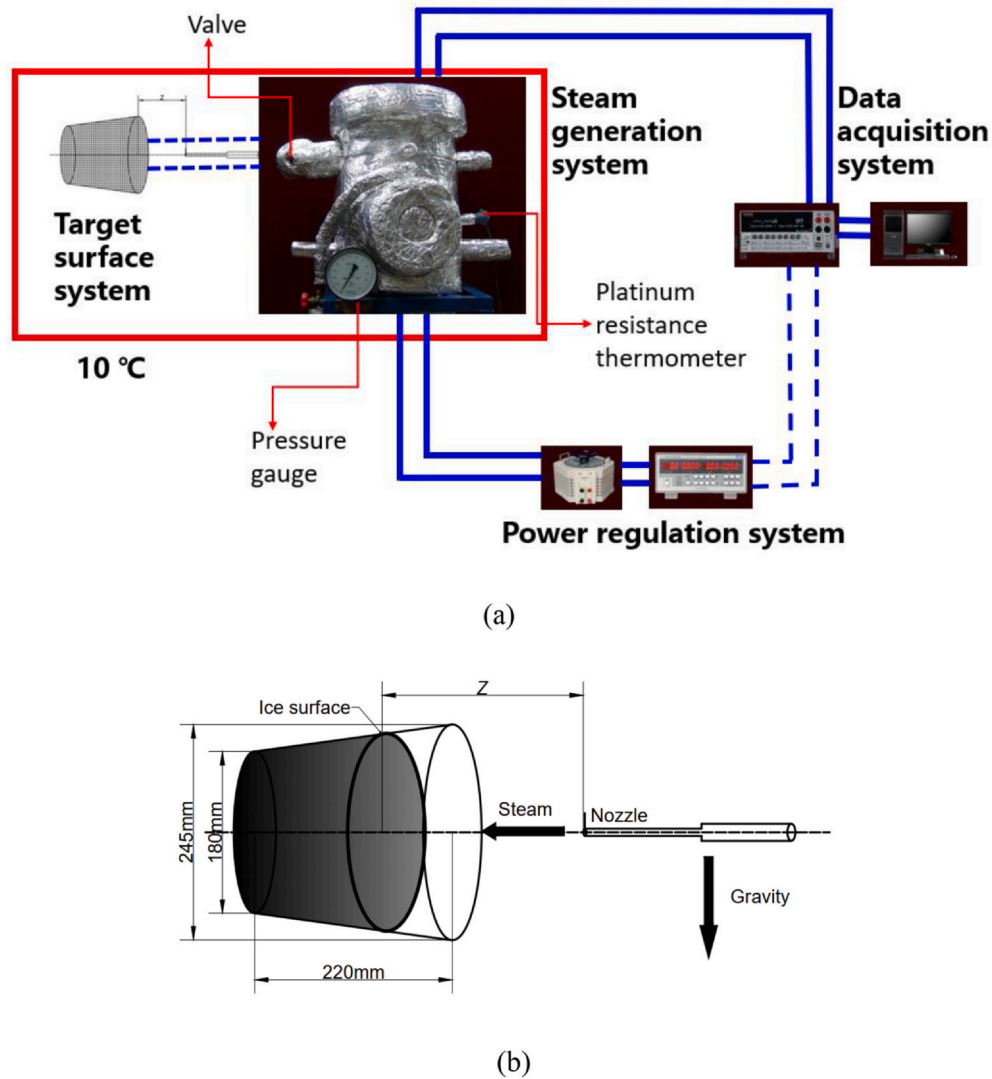 Valve
z
Steam
generation
system
Data
acquisition
system
Target
surface
system
Platinum
resistance
thermometer
10 ℃
Pressure
gauge
Power regulation system
(a)
Z
Ice surface
Steam
Nozzle
245mm
180mm
Gravity
220mm
(b)